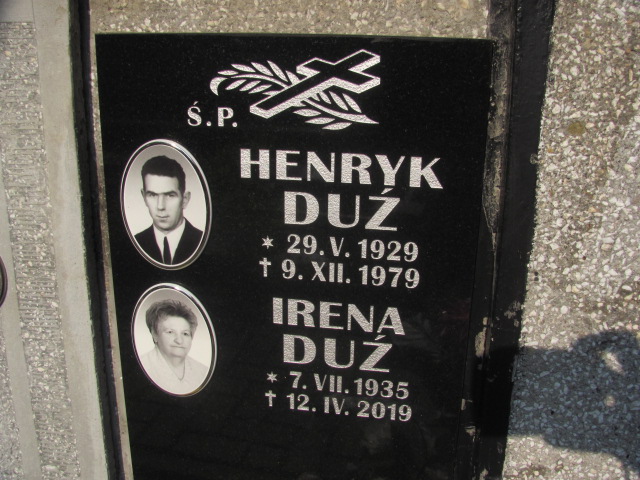 Ś.P.
HENRYK
DUŹ
✶ 29. V. 1929
✝ 9. XII. 1979
IRENA
DUŹ
✶ 7. VII. 1935
✝ 12. IV. 2019